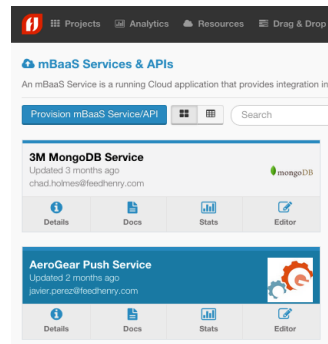 Projects Analytics Resources Drag & Drop
mBaaS Services & APIs
An mBaaS Service is a running Cloud application that provides integration in
Provision mBaaS Service/API Search
3M MongoDB Service
Updated 3 months ago
chad.holmes@feedhenry.com
mongoDB
Details Docs Stats Editor
AeroGear Push Service
Updated 2 months ago
javier.perez@feedhenry.com
Details Docs Stats Editor